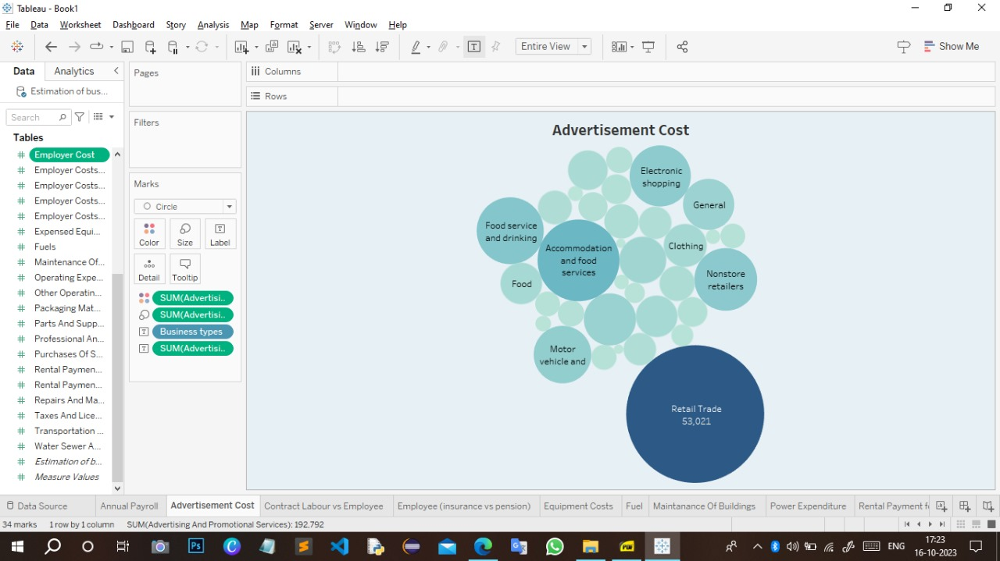 Tableau - Book1
File Data Worksheet Dashboard Story Analysis Map Format Server Window Help
Entire View
Show Me
Data Analytics
Estimation of bus...
Search
Tables
Employer Cost
Employer Costs...
Employer Costs...
Employer Costs...
Employer Costs...
Expensed Equi...
Fuels
Maintenance Of...
Operating Expe...
Other Operatin...
Packaging Mat...
Parts And Supp...
Professional An...
Purchases Of S...
Rental Paymen...
Rental Paymen...
Repairs And Ma...
Taxes And Lice...
Transportation ...
Water Sewer A...
Estimation of b...
Measure Values
Pages
Filters
Marks
Circle
Color Size Label
Detail Tooltip
SUM(Advertisi..
SUM(Advertisi..
Business types
SUM(Advertisi..
Columns
Rows
Advertisement Cost
Electronic
shopping
General
Food service
and drinking
Accommodation
and food
services
Clothing
Nonstore
retailers
Food
Motor
vehicle and
Retail Trade
53,021
Data Source Annual Payroll Advertisement Cost Contract Labour vs Employee Employee (insurance vs pension) Equipment Costs Fuel Maintanance Of Buildings Power Expenditure Rental Payment f
34 marks 1 row by 1 column SUM(Advertising And Promotional Services): 192,792
Ps
PDF
ENG
17:23
16-10-2023